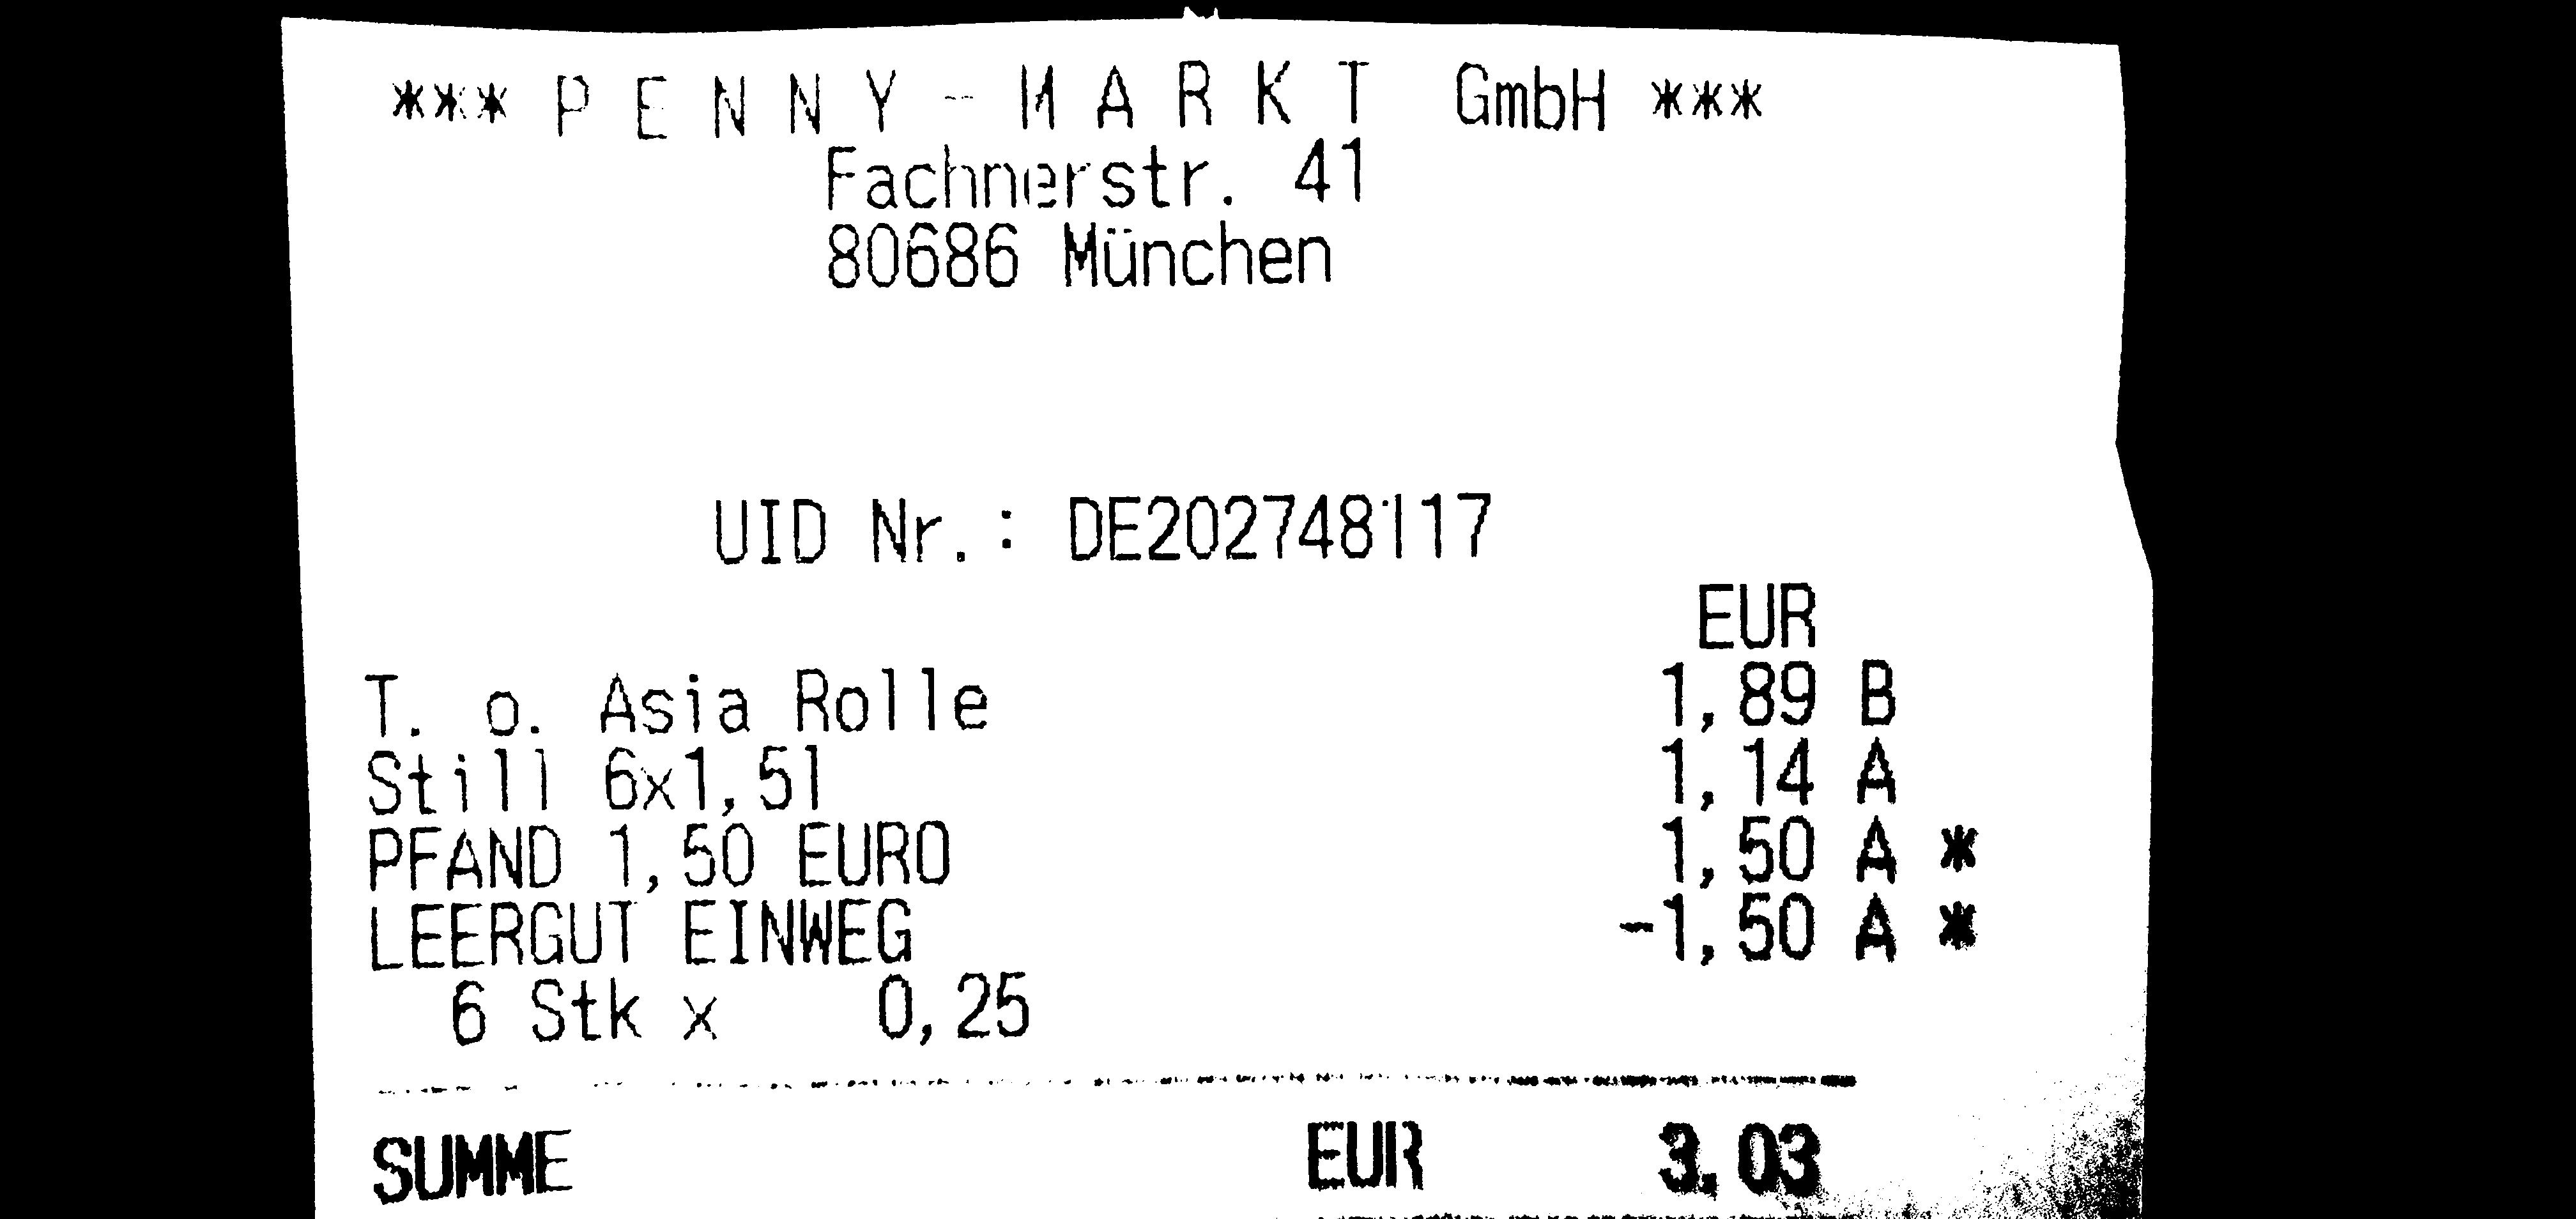 *** P E N N Y - M A R K T GmbH ***
Fachnerstr. 41
80686 München
UID Nr.: DE202748117
EUR
T. o. Asia Rolle 1,89 B
Still 6x1,5l 1,14 A
PFAND 1,50 EURO 1,50 A *
LEERGUT EINWEG -1,50 A *
6 Stk x 0,25
SUMME EUR 3.03